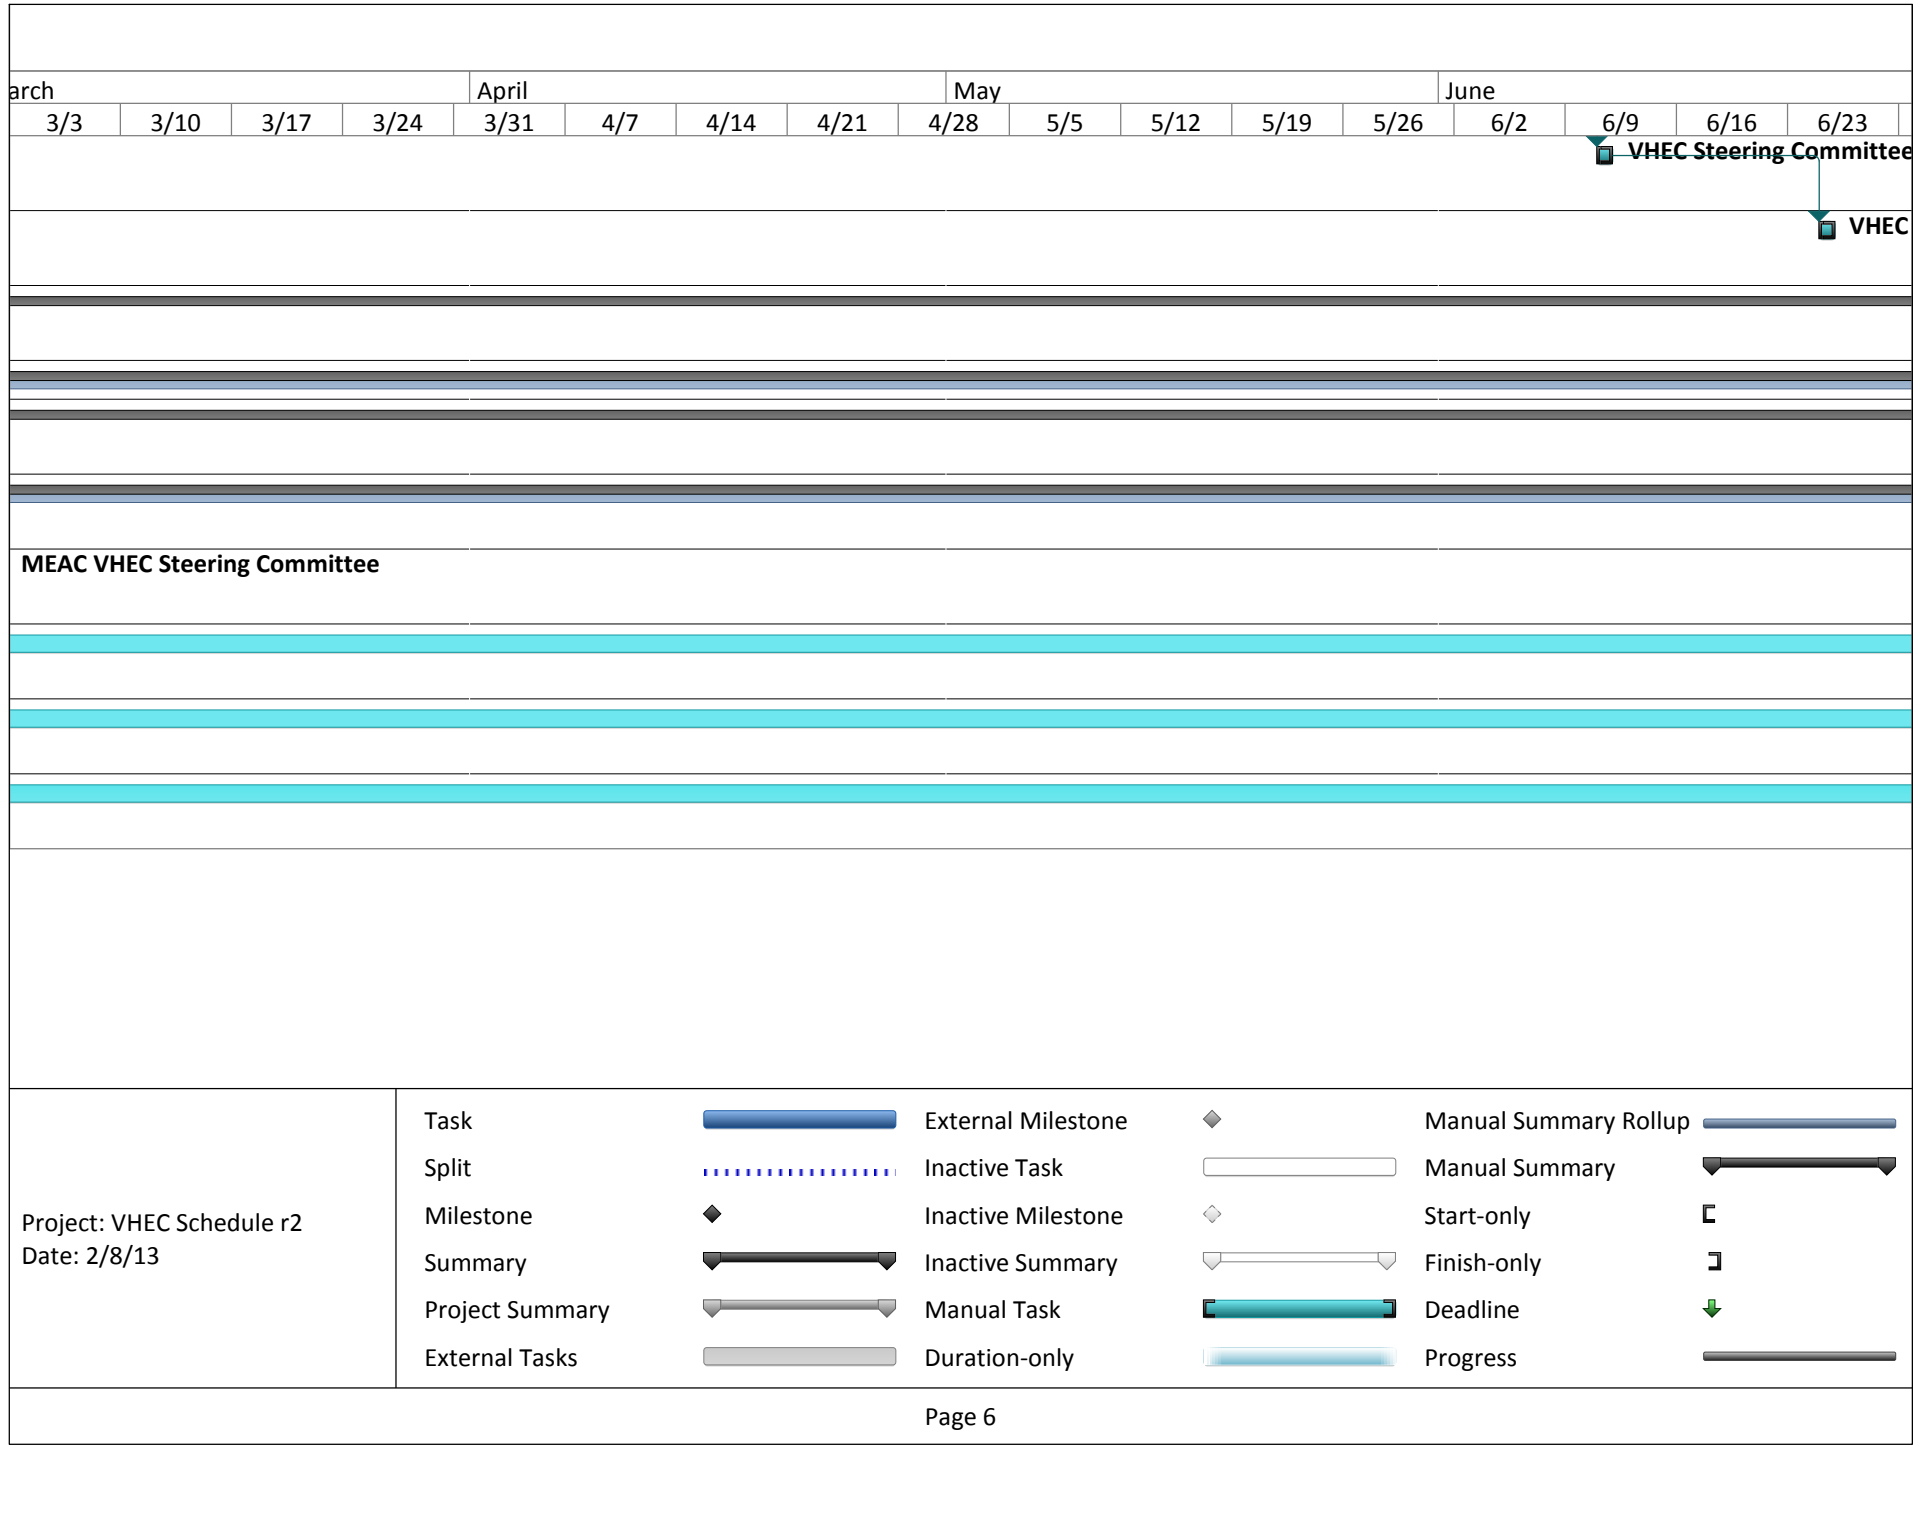 arch April May June
3/3 3/10 3/17 3/24 3/31 4/7 4/14 4/21 4/28 5/5 5/12 5/19 5/26 6/2 6/9 6/16 6/23
VHEC Steering Committee
VHEC
MEAC VHEC Steering Committee
Project: VHEC Schedule r2
Date: 2/8/13
Task
Split
Milestone
Summary
Project Summary
External Tasks
External Milestone
Inactive Task
Inactive Milestone
Inactive Summary
Manual Task
Duration-only
Manual Summary Rollup
Manual Summary
Start-only
Finish-only
Deadline
Progress
Page 6